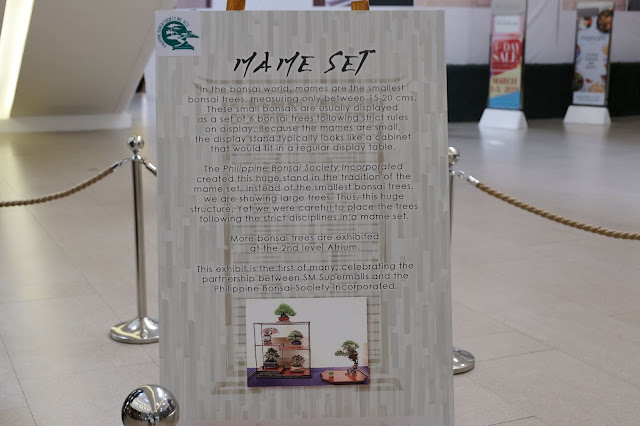 MAME SET
In the bonsai world, mames are the smallest
bonsai trees, measuring only between 15-20 cms.
These small bonsais are usually displayed
as a set of 6 bonsai trees following strict rules
on display. Because the mames are small,
the display stand typically looks like a cabinet
that would fit in a regular display table.
The Philippine Bonsai Society Incorporated
created this huge stand in the tradition of the
mame set. Instead of the smallest bonsai trees,
we are showing large trees. Thus, this huge
structure. Yet we were careful to place the trees
following the strict disciplines in a mame set.
More bonsai trees are exhibited
at the 2nd level Atrium.
This exhibit is the first of many, celebrating the
partnership between SM Supermalls and the
Philippine Bonsai Society Incorporated.
DAY
SALE
MARCH